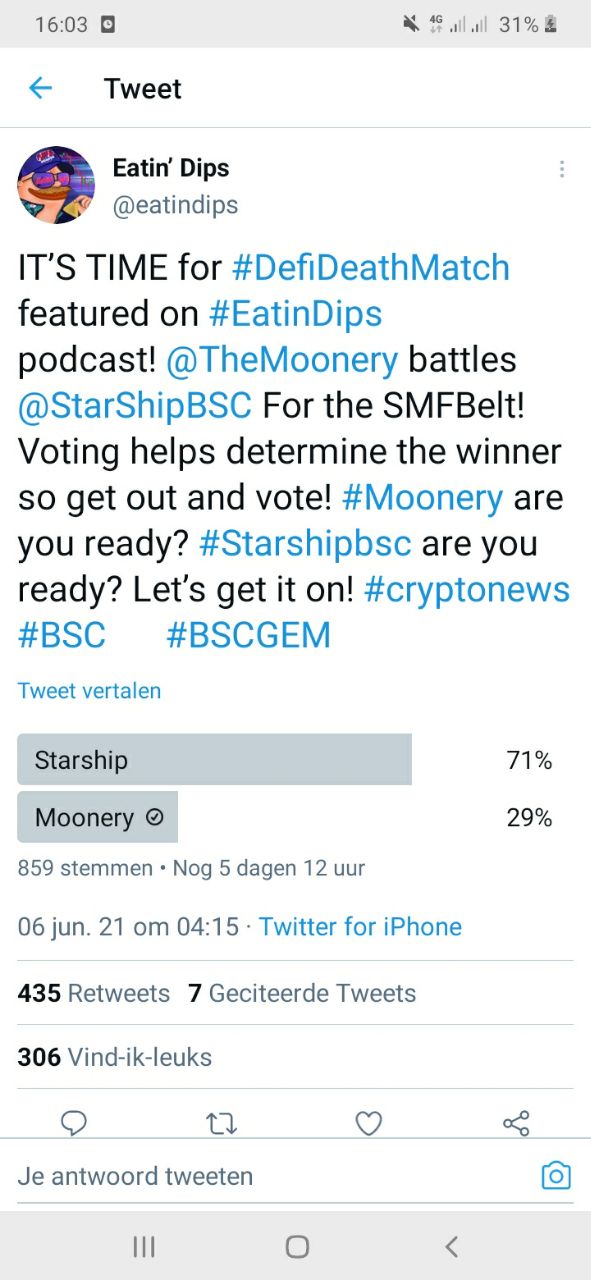 16:03 4G 31%
Tweet
Eatin’ Dips
@eatindips
IT’S TIME for #DefiDeathMatch
featured on #EatinDips
podcast! @TheMoonery battles
@StarShipBSC For the SMFBelt!
Voting helps determine the winner
so get out and vote! #Moonery are
you ready? #Starshipbsc are you
ready? Let’s get it on! #cryptonews
#BSC #BSCGEM
Tweet vertalen
Starship 71%
Moonery 29%
859 stemmen • Nog 5 dagen 12 uur
06 jun. 21 om 04:15 · Twitter for iPhone
435 Retweets 7 Geciteerde Tweets
306 Vind-ik-leuks
Je antwoord tweeten